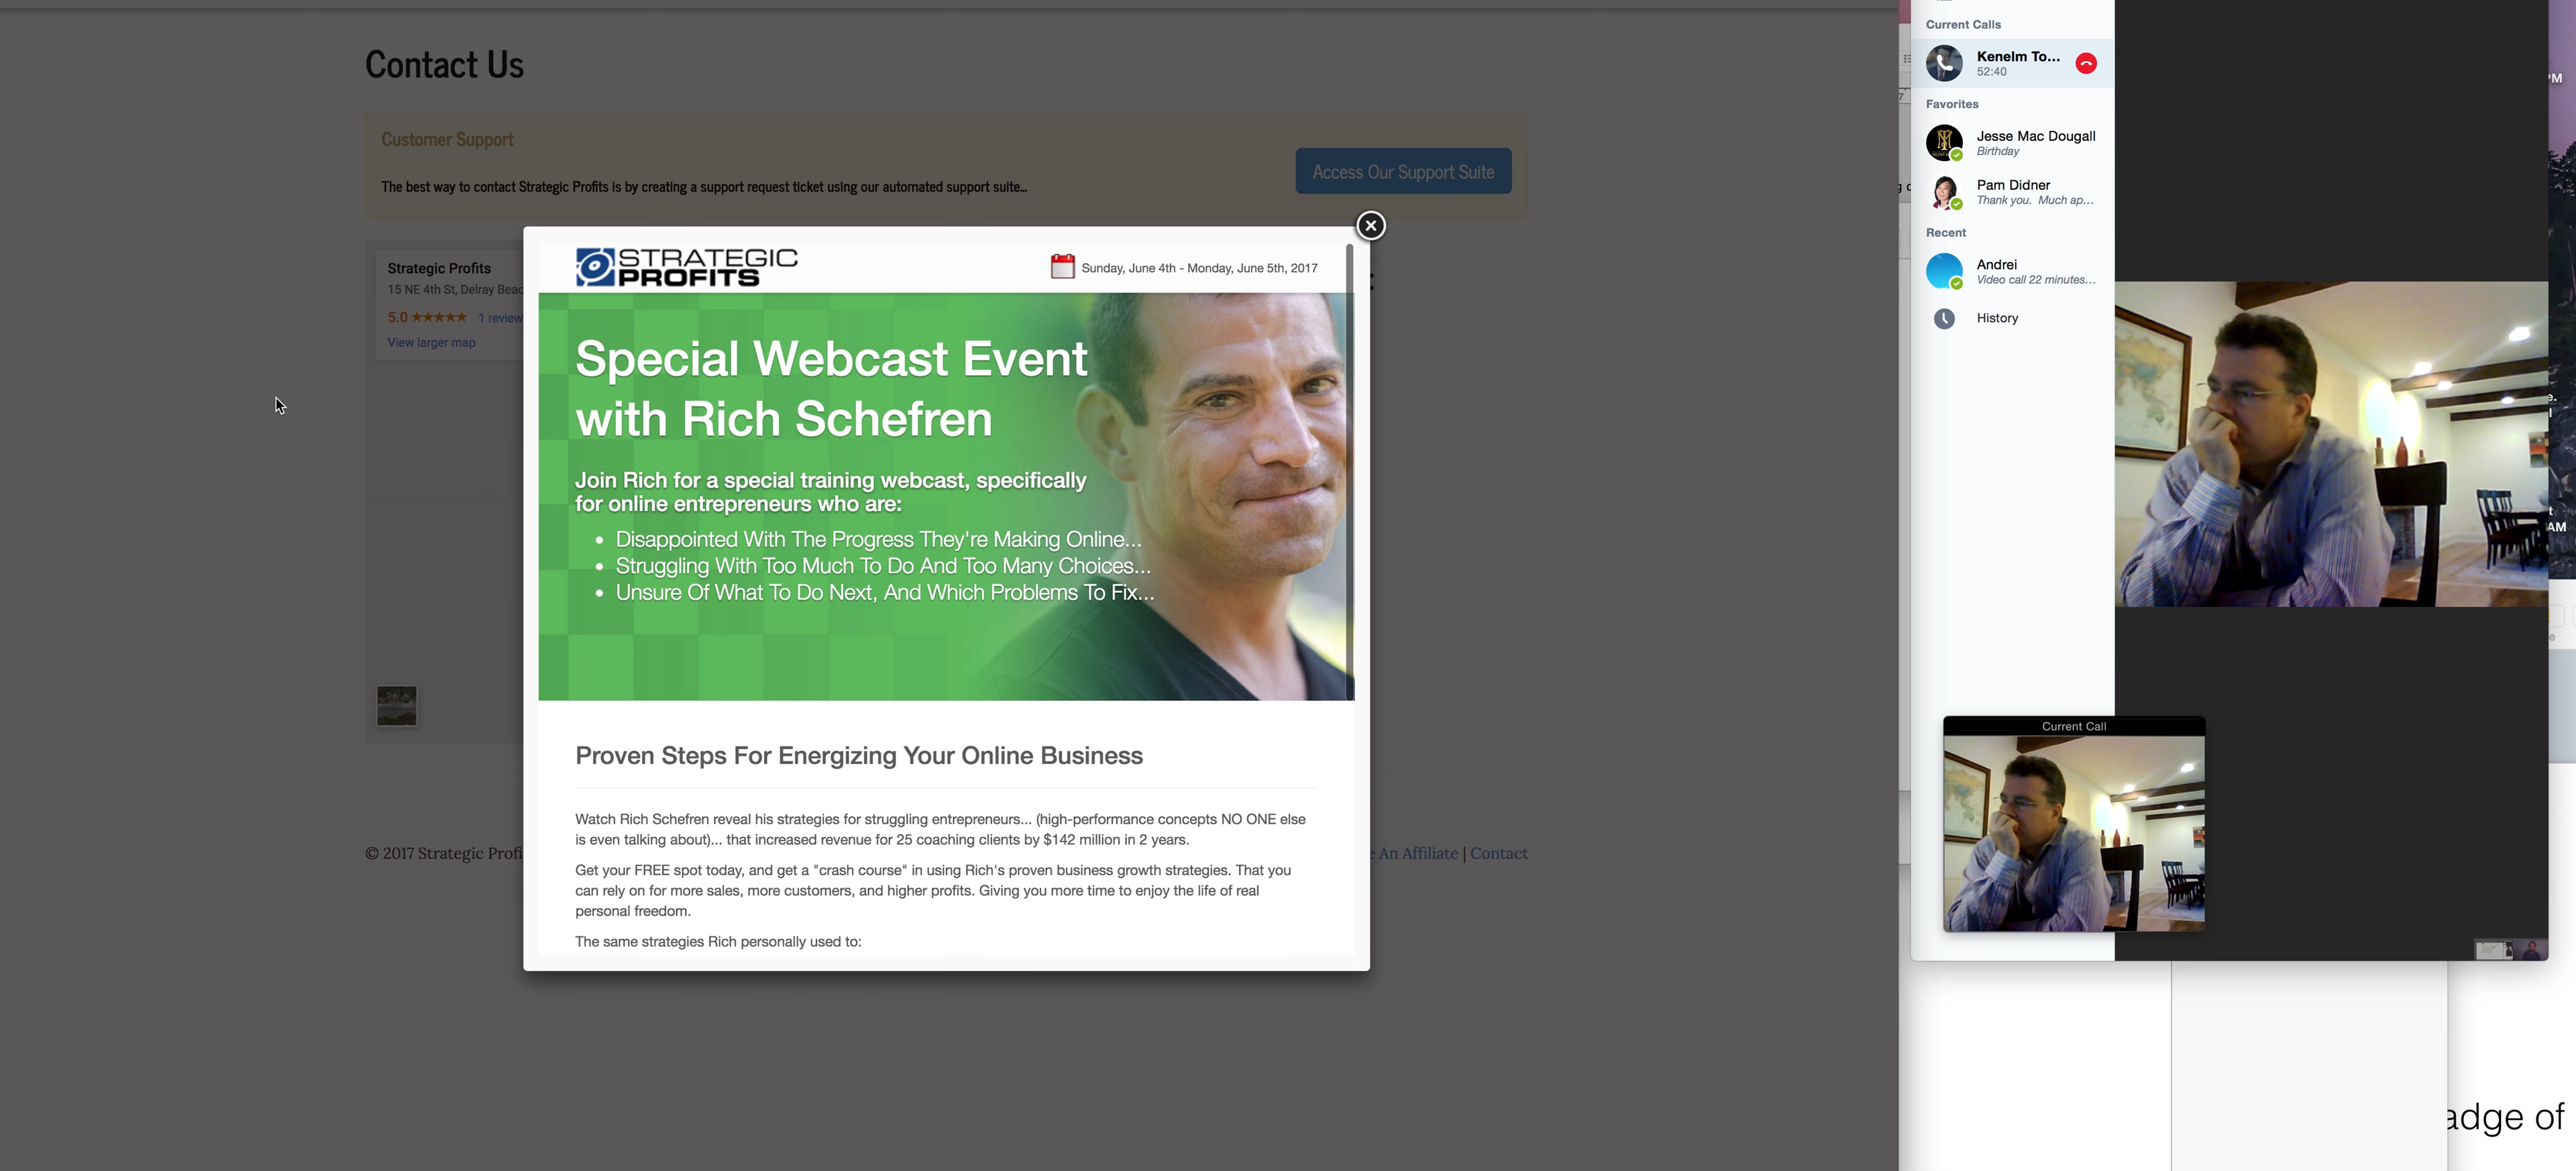 Contact Us
Customer Support
The best way to contact Strategic Profits is by creating a support request ticket using our automated support suite...
Access Our Support Suite
Strategic Profits
15 NE 4th St, Delray Beac
5.0 ★★★★★ 1 review
View larger map
STRATEGIC
PROFITS
Sunday, June 4th - Monday, June 5th, 2017
Special Webcast Event
with Rich Schefren
Join Rich for a special training webcast, specifically
for online entrepreneurs who are:
• Disappointed With The Progress They're Making Online...
• Struggling With Too Much To Do And Too Many Choices...
• Unsure Of What To Do Next, And Which Problems To Fix...
Proven Steps For Energizing Your Online Business
Watch Rich Schefren reveal his strategies for struggling entrepreneurs... (high-performance concepts NO ONE else
is even talking about)... that increased revenue for 25 coaching clients by $142 million in 2 years.
Get your FREE spot today, and get a "crash course" in using Rich's proven business growth strategies. That you
can rely on for more sales, more customers, and higher profits. Giving you more time to enjoy the life of real
personal freedom.
The same strategies Rich personally used to:
© 2017 Strategic Profi
e An Affiliate | Contact
Current Calls
Kenelm To...
52:40
Favorites
Jesse Mac Dougall
Birthday
Pam Didner
Thank you. Much ap...
Recent
Andrei
Video call 22 minutes...
History
Current Call
PM
AM
adge of